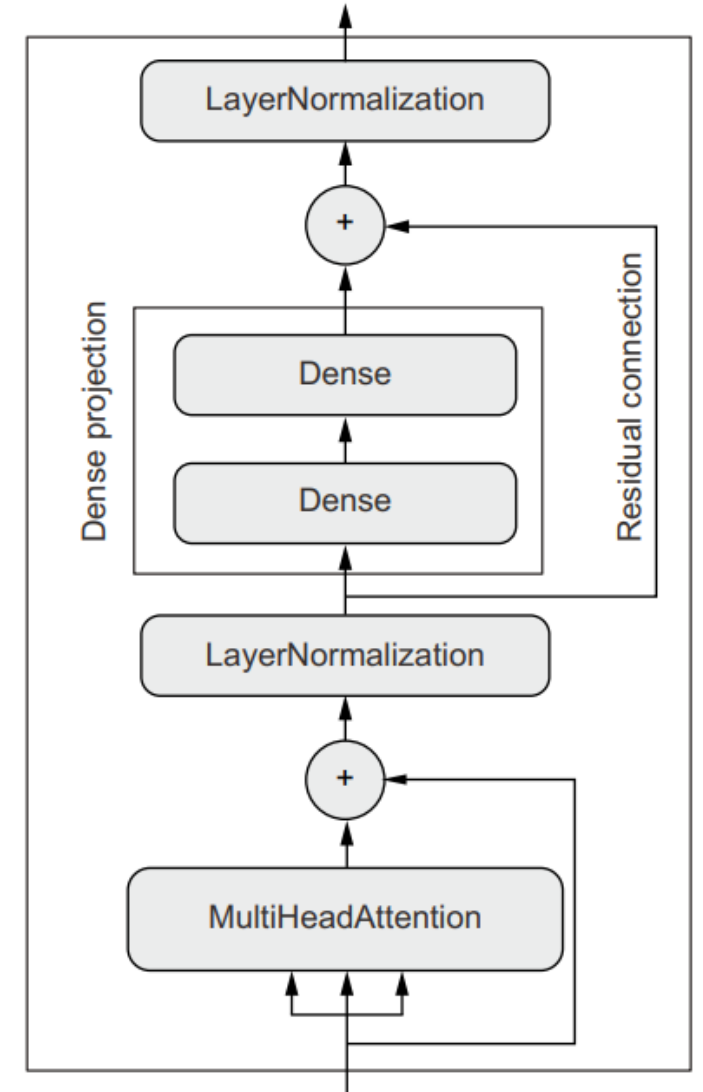 LayerNormalization
+
Dense projection
Residual connection
Dense
Dense
LayerNormalization
+
MultiHeadAttention